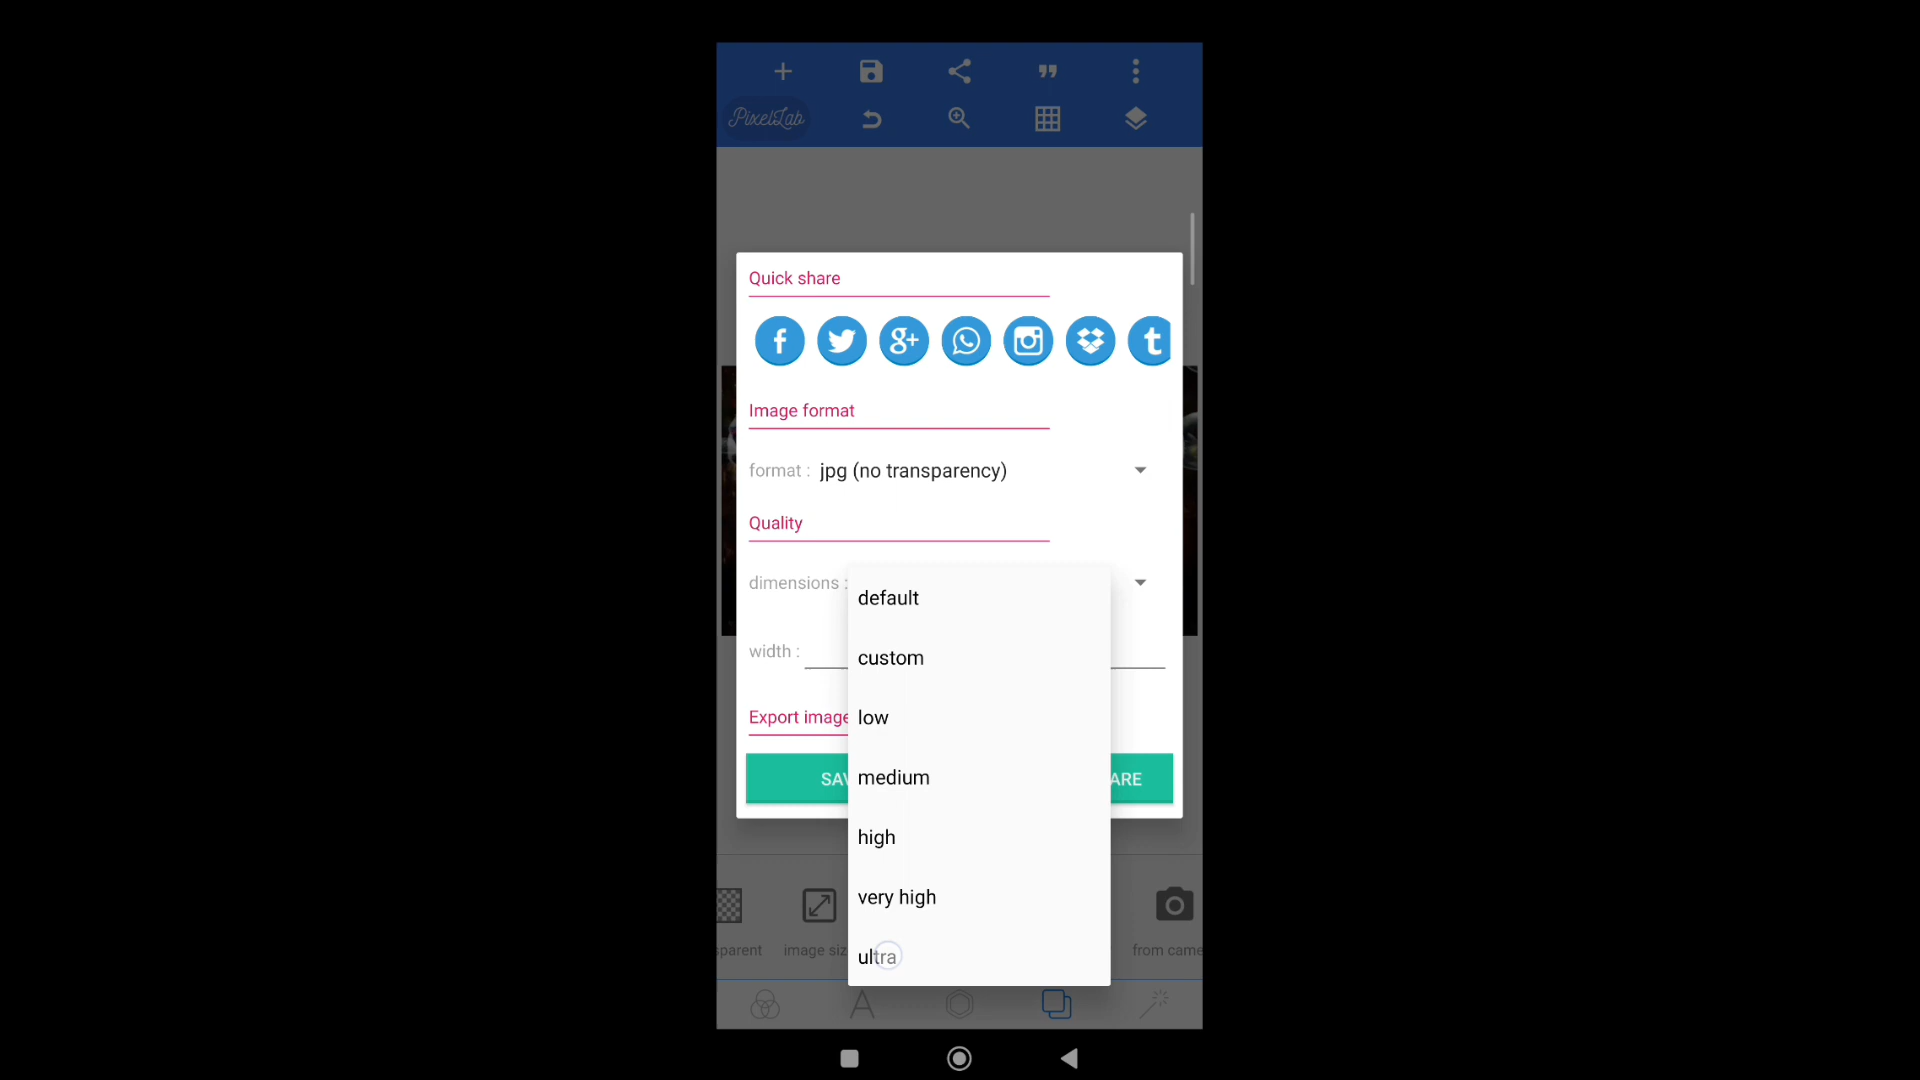 PixelLab
Quick share
Image format
format : jpg (no transparency)
Quality
dimensions :
default
width :
custom
Export image
low
SAV
medium
ARE
high
very high
ultra
sparent
image siz
from came